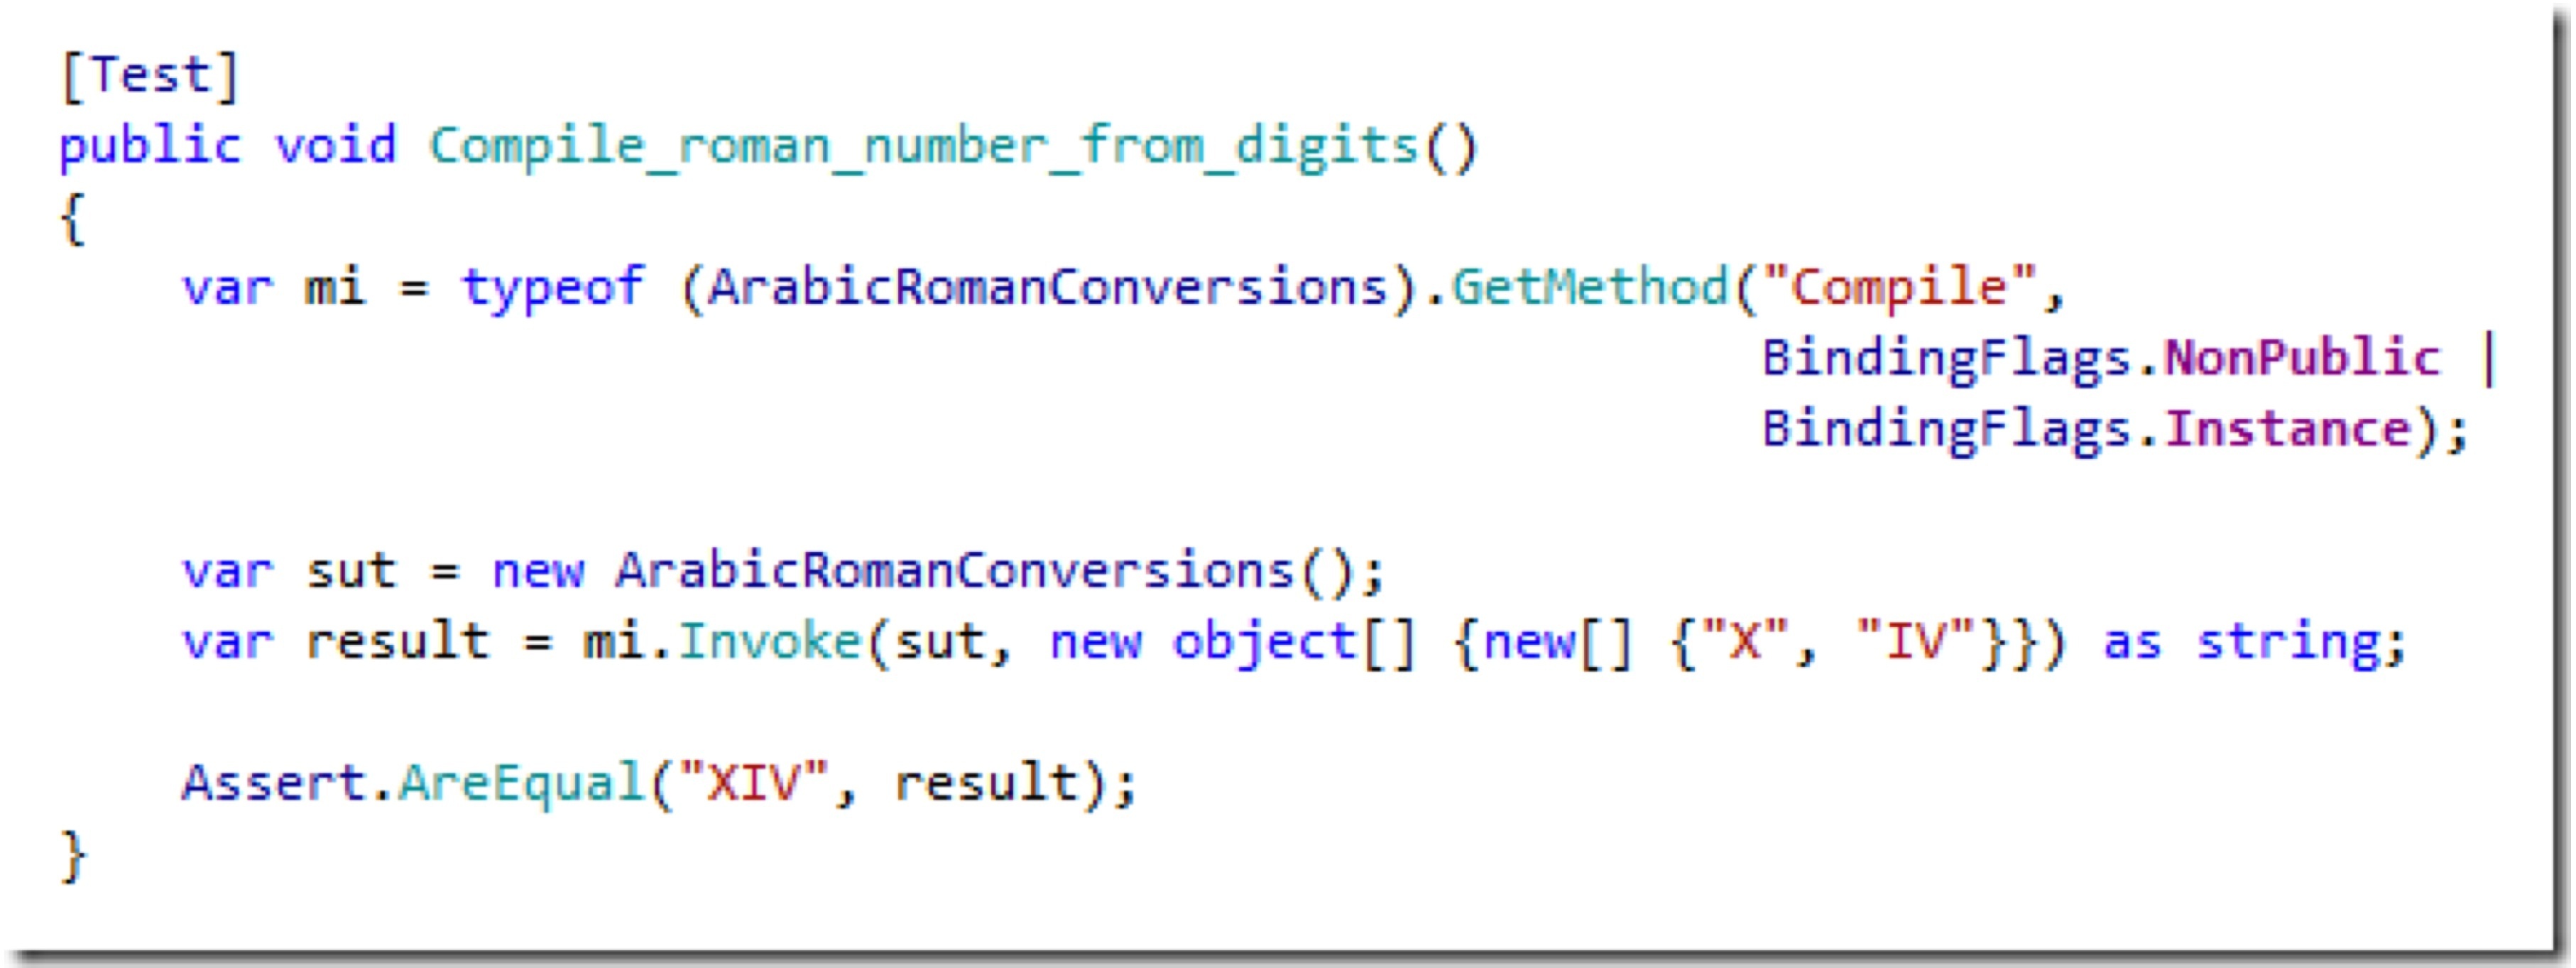 [Test]
public void Compile_roman_number_from_digits()
{
    var mi = typeof (ArabicRomanConversions).GetMethod("Compile",
                                                       BindingFlags.NonPublic |
                                                       BindingFlags.Instance);
    var sut = new ArabicRomanConversions();
    var result = mi.Invoke(sut, new object[] {new[] {"X", "IV"}}) as string;
    Assert.AreEqual("XIV", result);
}